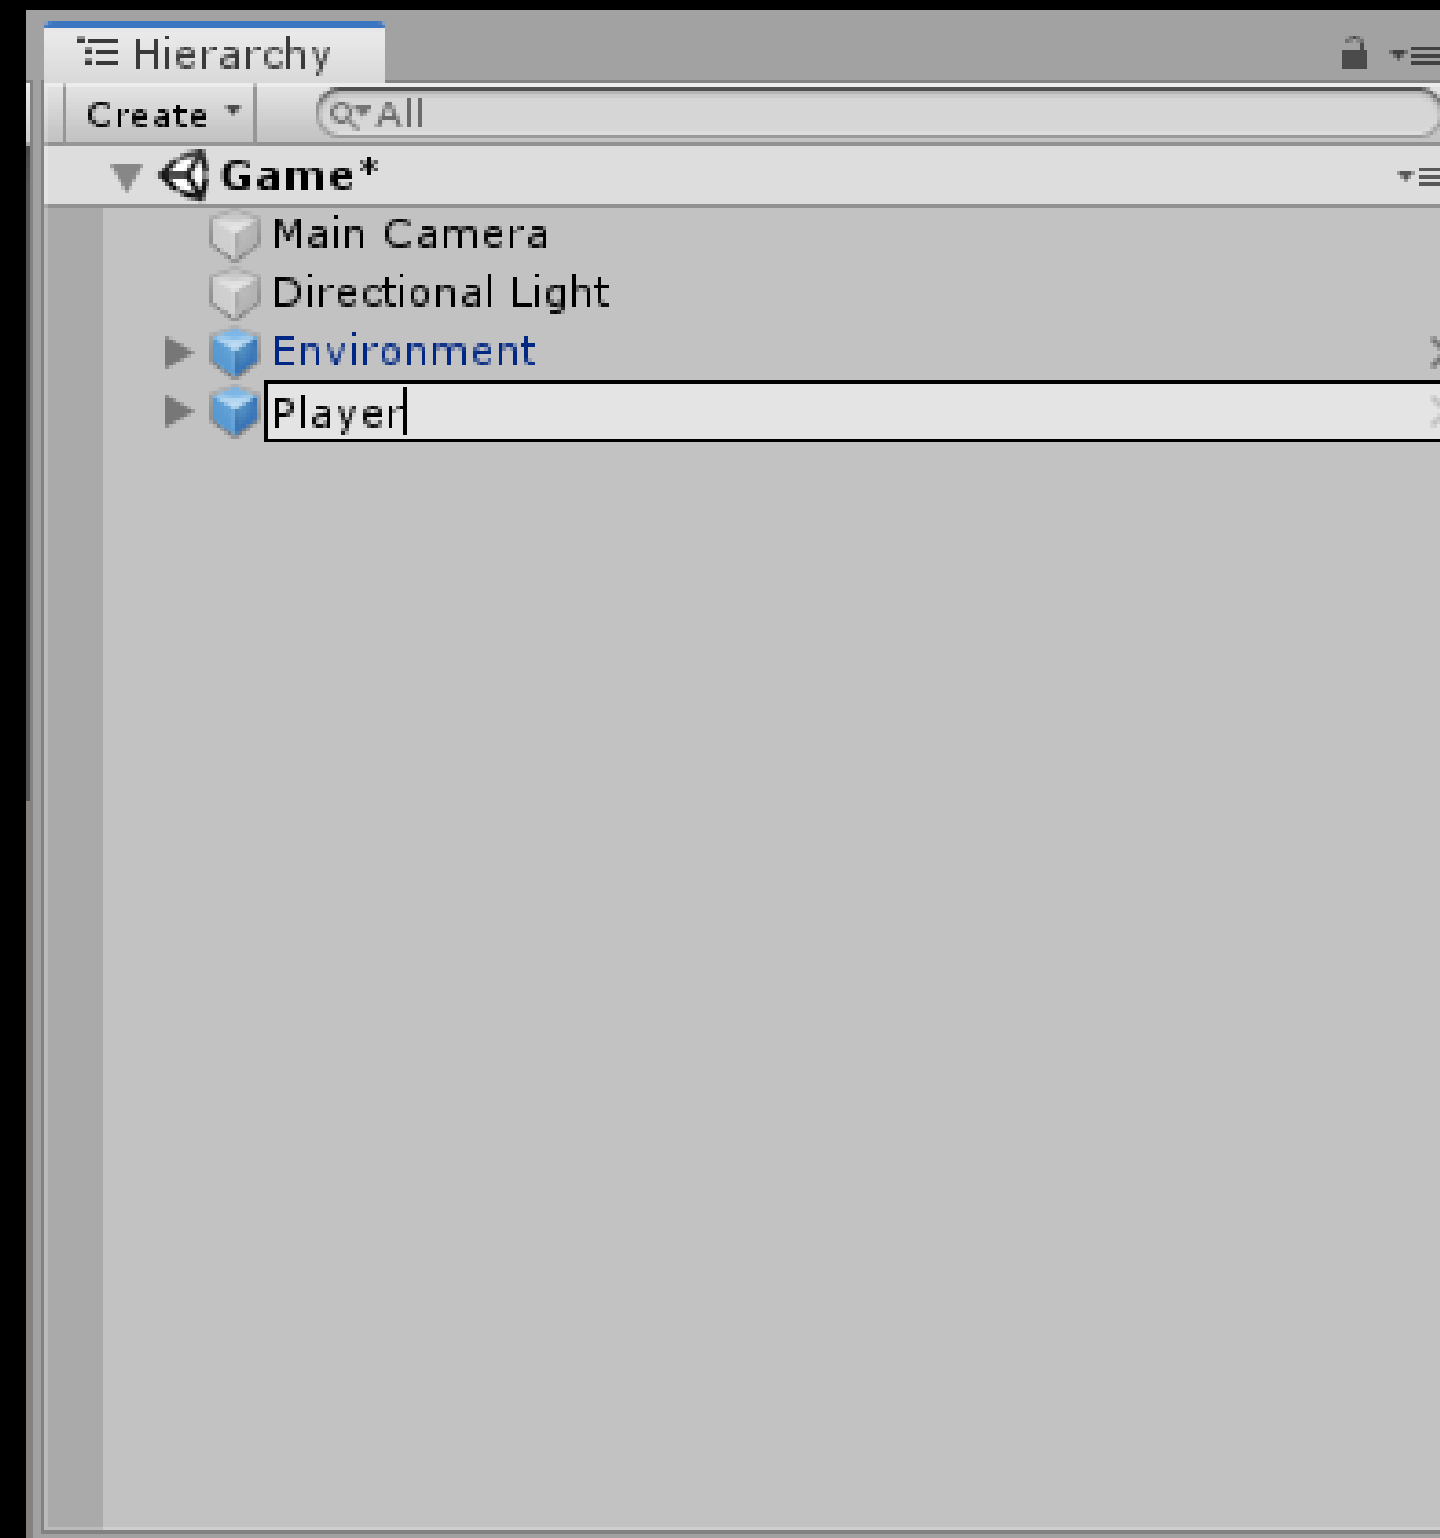 Hierarchy
Create All
Game*
Main Camera
Directional Light
Environment
Player